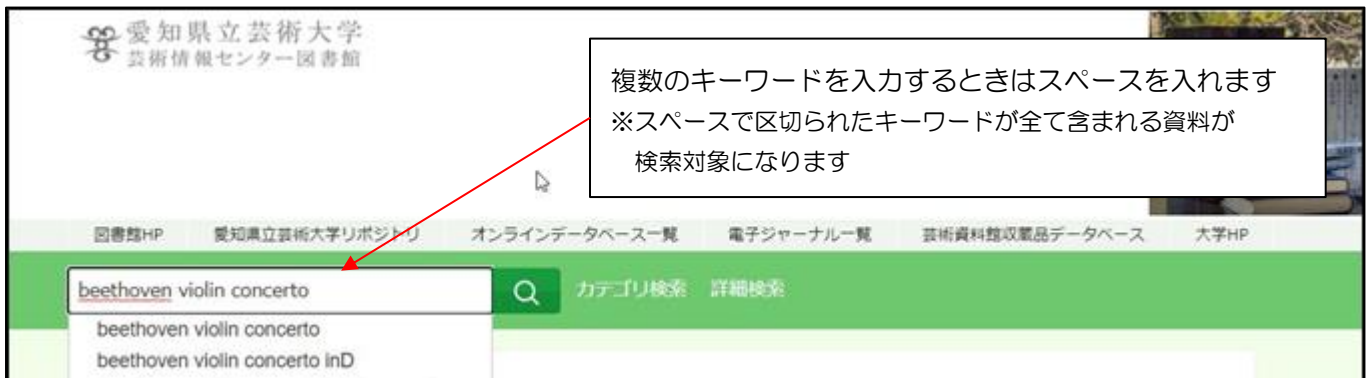 愛知県立芸術大学
芸術情報センター図書館
複数のキーワードを入力するときはスペースを入れます
※スペースで区切られたキーワードが全て含まれる資料が
検索対象になります
図書館HP 愛知県立芸術大学リポジトリ オンラインデータベース一覧 電子ジャーナル一覧 芸術資料館収蔵品データベース 大学HP
beethoven violin concerto カテゴリ検索 詳細検索
beethoven violin concerto
beethoven violin concerto inD